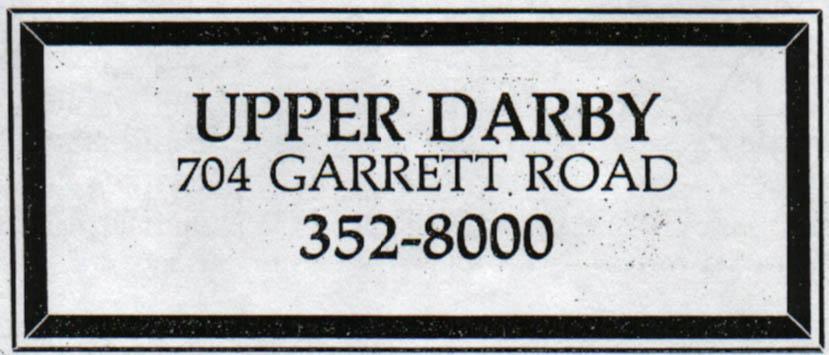 UPPER DARBY
704 GARRETT ROAD
352-8000